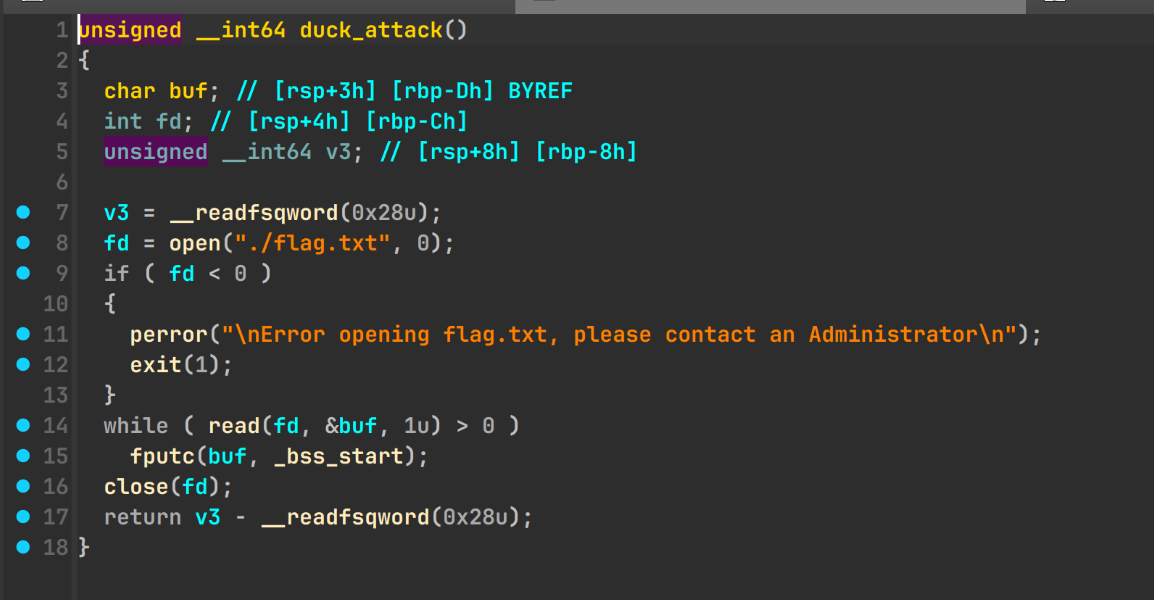 1 unsigned __int64 duck_attack()
2 {
3   char buf; // [rsp+3h] [rbp-Dh] BYREF
4   int fd; // [rsp+4h] [rbp-Ch]
5   unsigned __int64 v3; // [rsp+8h] [rbp-8h]
6
7   v3 = __readfsqword(0x28u);
8   fd = open("./flag.txt", 0);
9   if ( fd < 0 )
10   {
11     perror("\nError opening flag.txt, please contact an Administrator\n");
12     exit(1);
13   }
14   while ( read(fd, &buf, 1u) > 0 )
15     fputc(buf, _bss_start);
16   close(fd);
17   return v3 - __readfsqword(0x28u);
18 }